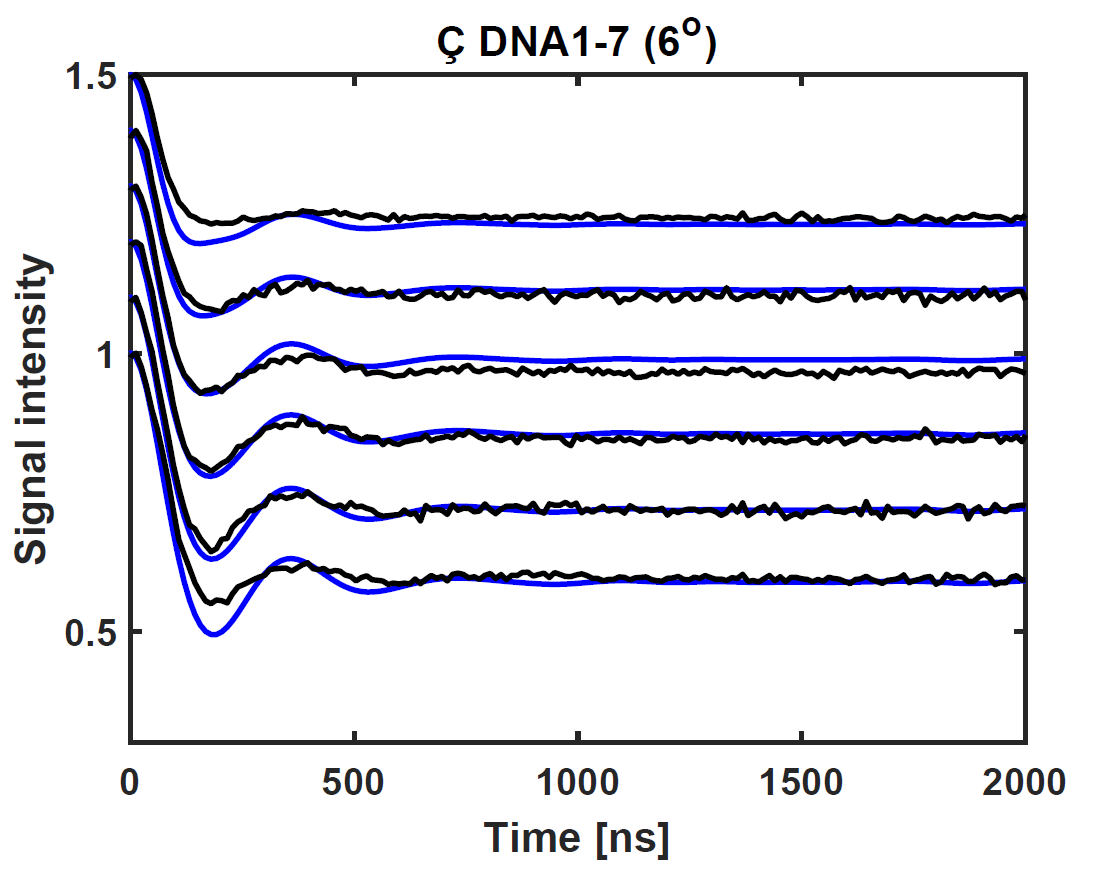 Ç DNA1-7 (6°)
1.5
1
0.5
Signal intensity
0 500 1000 1500 2000
Time [ns]